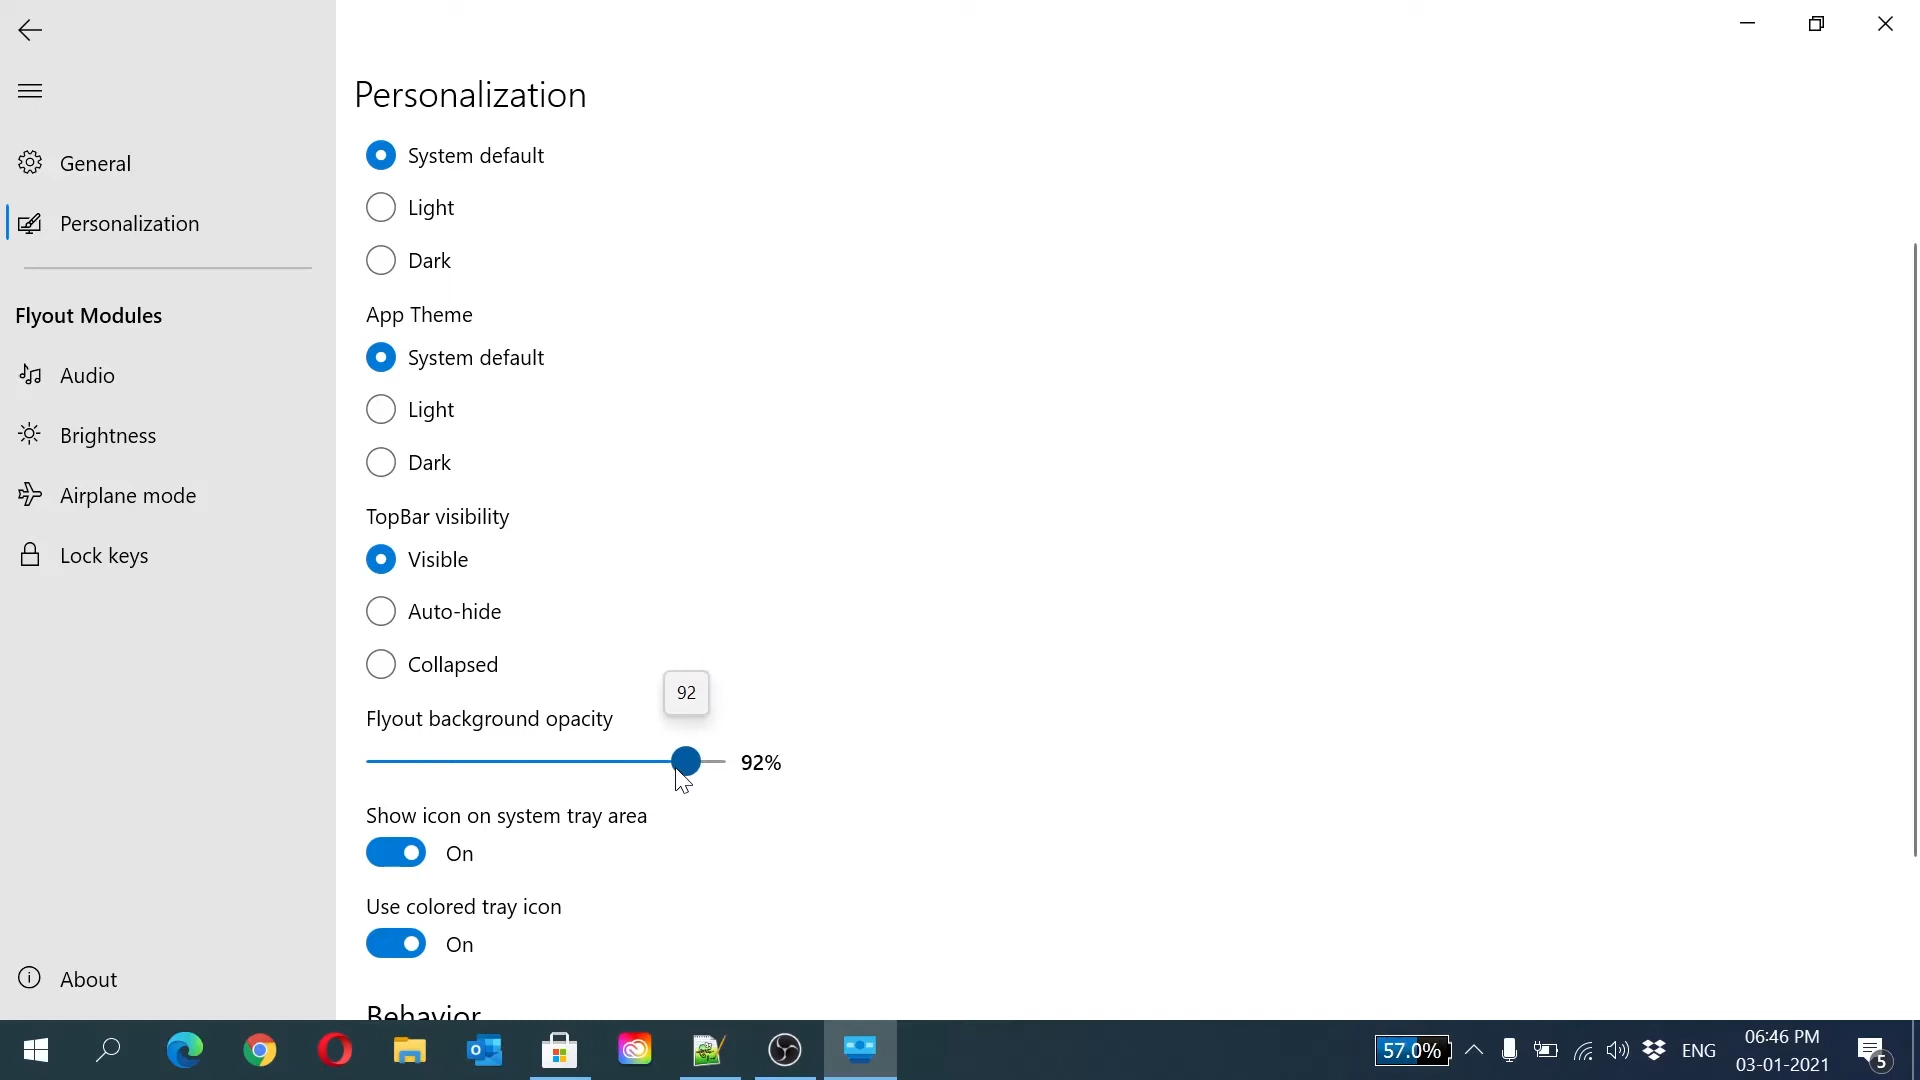 General
Personalization
Flyout Modules
Audio
Brightness
Airplane mode
Lock keys
About
Personalization
System default
Light
Dark
App Theme
System default
Light
Dark
TopBar visibility
Visible
Auto-hide
Collapsed
92
Flyout background opacity
92%
Show icon on system tray area
On
Use colored tray icon
On
Behavior
57.0%
ENG
06:46 PM
03-01-2021
5